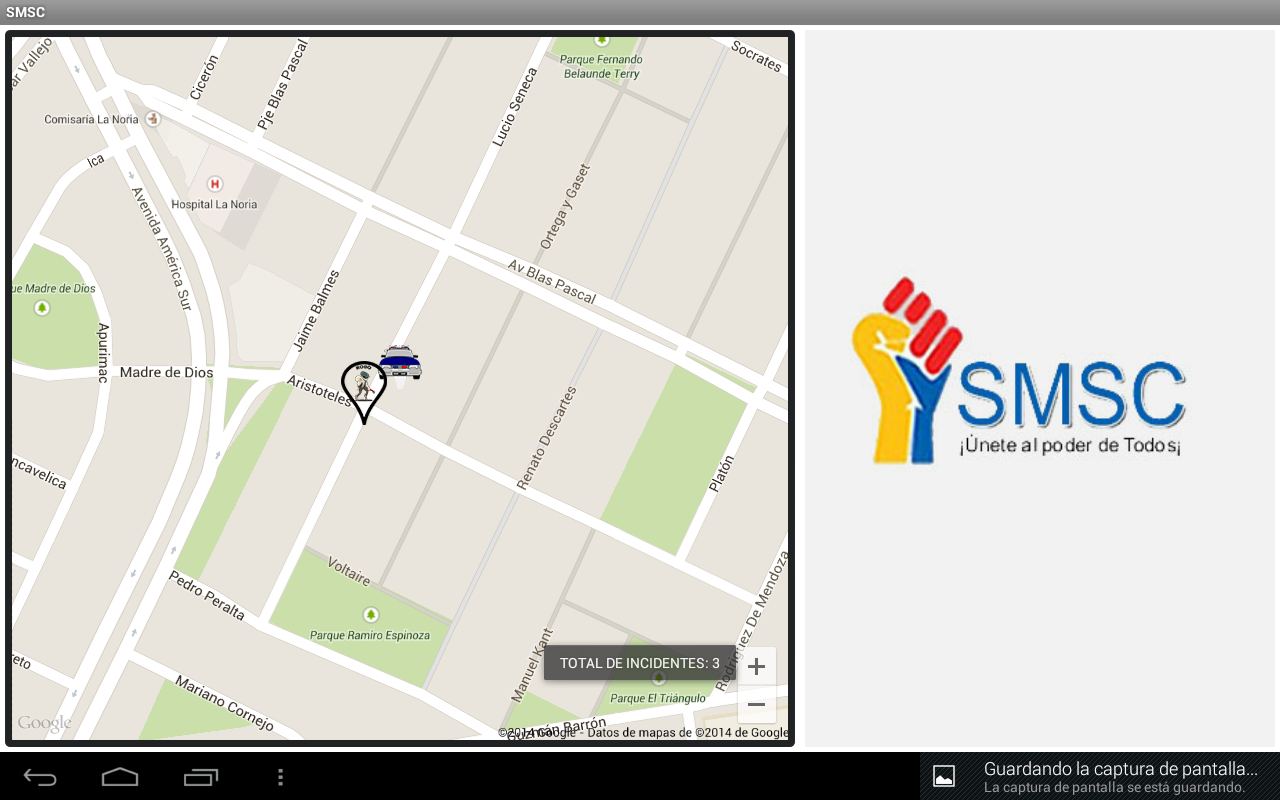 SMSC
ar Vallejo
Cicerón
Pje Blas Pascal
Lucio Seneca
Parque Fernando
Belaunde Terry
Socrates
Comisaría La Noria
Ica
H
Hospital La Noria
Avenida América Sur
Ortega y Gaset
Av Blas Pascal
ue Madre de Dios
Jaime Balmes
Apurimac
Madre de Dios
ROBO
Aristoteles
Renato Descartes
Platón
SMSC
¡Únete al poder de Todos¡
ncavelica
Voltaire
Pedro Peralta
Parque Ramiro Espinoza
Manuel Kant
Rodriguez De Mendoza
TOTAL DE INCIDENTES: 3
+
eto
Mariano Cornejo
Parque El Triángulo
−
Google
Guzmán Barrón
©2014 Google - Datos de mapas de ©2014 de Google
Guardando la captura de pantalla...
La captura de pantalla se está guardando.